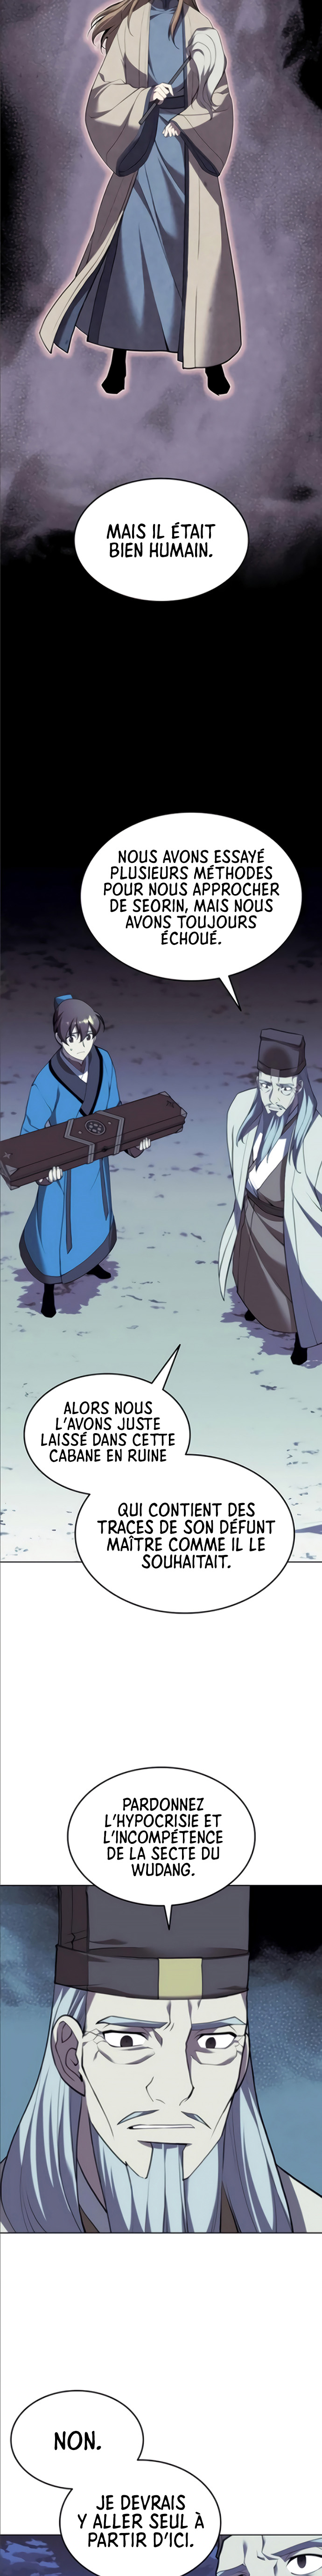 MAIS IL ÉTAIT
BIEN HUMAIN.
NOUS AVONS ESSAYÉ
PLUSIEURS MÉTHODES
POUR NOUS APPROCHER
DE SEORIN, MAIS NOUS
AVONS TOUJOURS
ÉCHOUÉ.
ALORS NOUS
L'AVONS JUSTE
LAISSÉ DANS CETTE
CABANE EN RUINE
QUI CONTIENT DES
TRACES DE SON DÉFUNT
MAÎTRE COMME IL LE
SOUHAITAIT.
PARDONNEZ
L'HYPOCRISIE ET
L'INCOMPÉTENCE
DE LA SECTE DU
WUDANG.
NON.
JE DEVRAIS
Y ALLER SEUL À
PARTIR D'ICI.